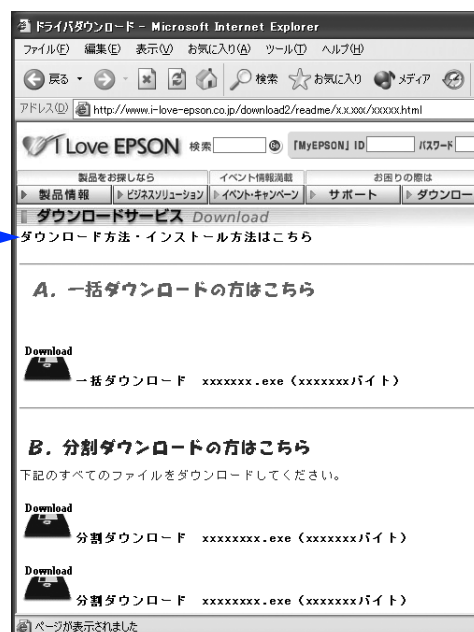 ドライバダウンロード - Microsoft Internet Explorer
ファイル(F) 編集(E) 表示(V) お気に入り(A) ツール(T) ヘルプ(H)
戻る 検索 お気に入り メディア
アドレス(D) http://www.i-love-epson.co.jp/download2/readme/x.x.xxx/xxxxx.html
I Love EPSON 検索 Go 「MyEPSON」 ID パスワード
製品をお探しなら イベント情報満載 お困りの際は
製品情報 ビジネスソリューション イベント・キャンペーン サポート ダウンロー
ダウンロードサービス Download
ダウンロード方法・インストール方法はこちら
A. 一括ダウンロードの方はこちら
Download
一括ダウンロード xxxxxxx.exe (xxxxxxxバイト)
B. 分割ダウンロードの方はこちら
下記のすべてのファイルをダウンロードしてください。
Download
分割ダウンロード xxxxxxxx.exe (xxxxxxxバイト)
Download
分割ダウンロード xxxxxxxx.exe (xxxxxxxバイト)
ページが表示されました